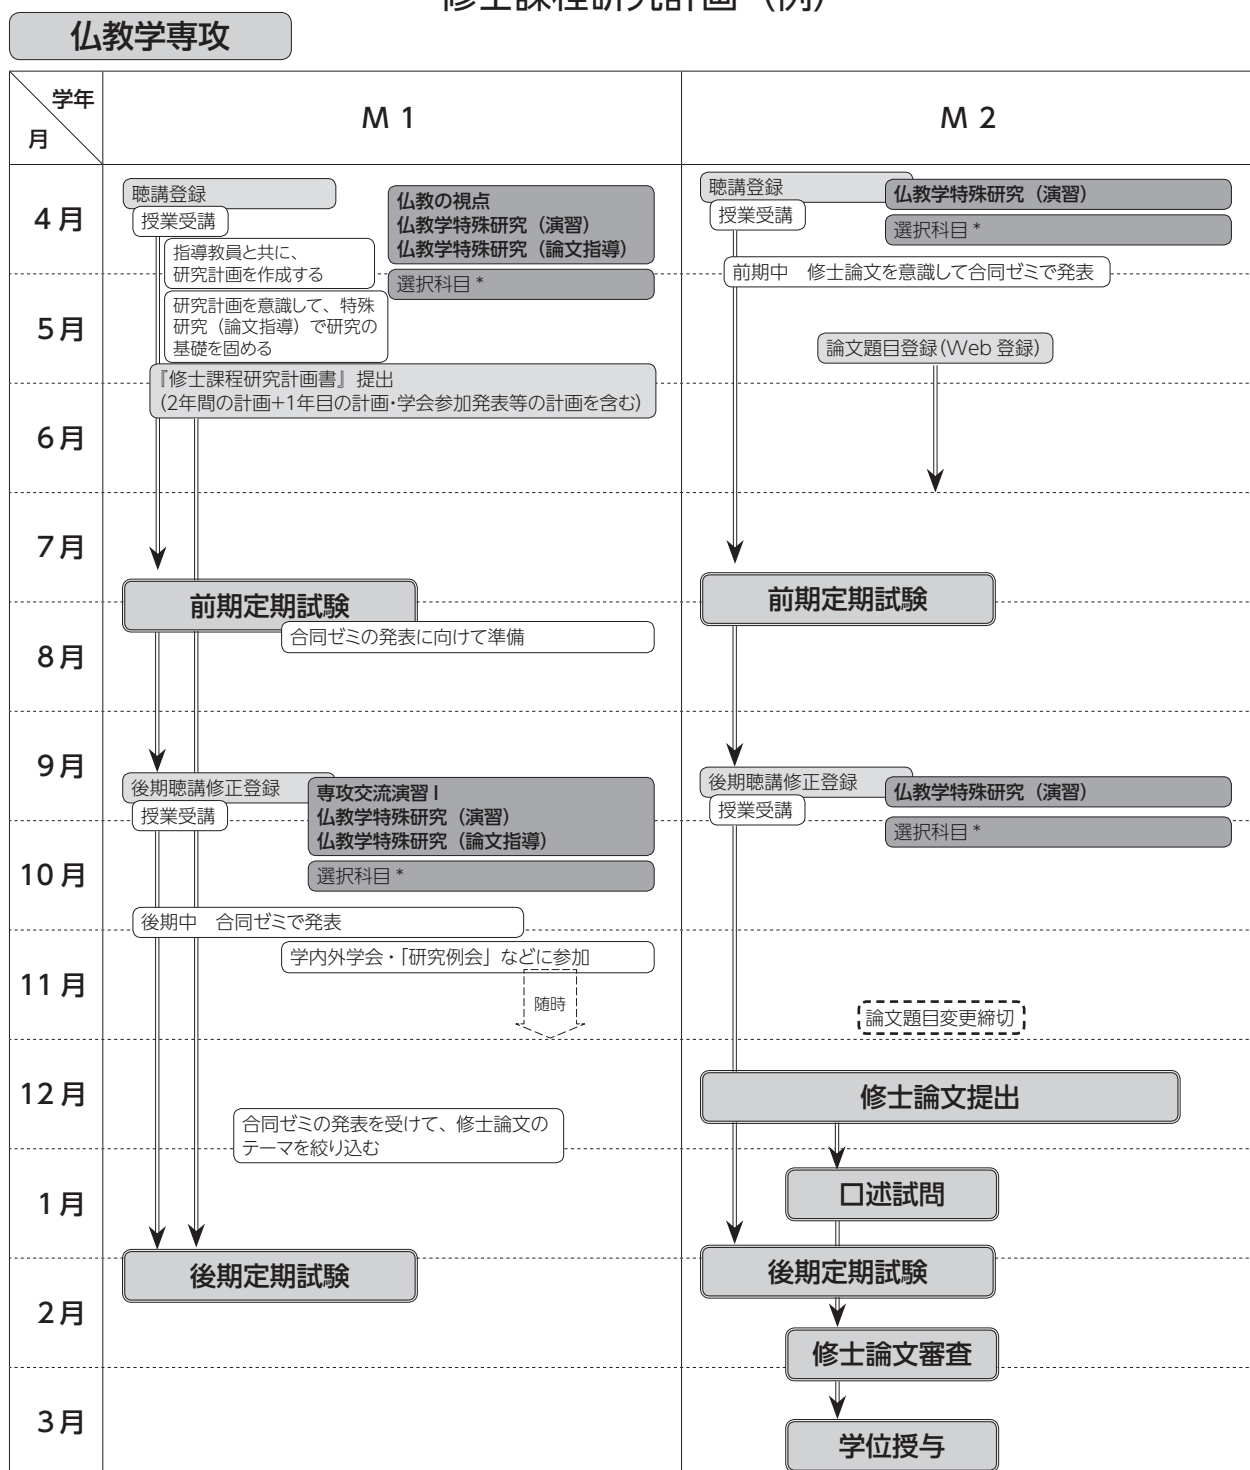 修士課程研究計画（例）
仏教学専攻
学年
月
M 1
M 2
4月
聴講登録
授業受講
指導教員と共に、
研究計画を作成する
仏教の視点
仏教学特殊研究（演習）
仏教学特殊研究（論文指導）
選択科目 *
聴講登録
授業受講
仏教学特殊研究（演習）
選択科目 *
前期中　修士論文を意識して合同ゼミで発表
5月
研究計画を意識して、特殊
研究（論文指導）で研究の
基礎を固める
論文題目登録(Web 登録)
『修士課程研究計画書』提出
(2年間の計画+1年目の計画・学会参加発表等の計画を含む)
6月
7月
前期定期試験
前期定期試験
合同ゼミの発表に向けて準備
8月
9月
後期聴講修正登録
授業受講
専攻交流演習Ⅰ
仏教学特殊研究（演習）
仏教学特殊研究（論文指導）
選択科目 *
後期聴講修正登録
授業受講
仏教学特殊研究（演習）
選択科目 *
10月
後期中　合同ゼミで発表
学内外学会・「研究例会」などに参加
11月
随時
論文題目変更締切
12月
修士論文提出
合同ゼミの発表を受けて、修士論文の
テーマを絞り込む
1月
口述試問
後期定期試験
後期定期試験
2月
修士論文審査
3月
学位授与